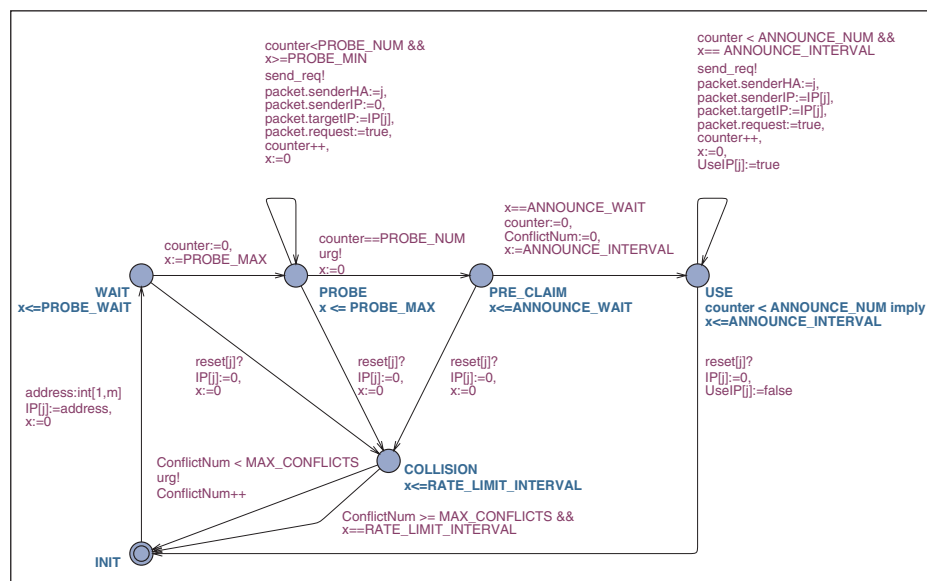 counter<PROBE_NUM &&
x>=PROBE_MIN
send_req!
packet.senderHA:=j,
packet.senderIP:=0,
packet.targetIP:=IP[j],
packet.request:=true,
counter++,
x:=0
counter < ANNOUNCE_NUM &&
x== ANNOUNCE_INTERVAL
send_req!
packet.senderHA:=j,
packet.senderIP:=IP[j],
packet.targetIP:=IP[j],
packet.request:=true,
counter++,
x:=0,
UseIP[j]:=true
counter:=0,
x:=PROBE_MAX
counter==PROBE_NUM
urg!
x:=0
x==ANNOUNCE_WAIT
counter:=0,
ConflictNum:=0,
x:=ANNOUNCE_INTERVAL
WAIT
x<=PROBE_WAIT
PROBE
x <= PROBE_MAX
PRE_CLAIM
x<=ANNOUNCE_WAIT
USE
counter < ANNOUNCE_NUM imply
x<=ANNOUNCE_INTERVAL
address:int[1,m]
IP[j]:=address,
x:=0
reset[j]?
IP[j]:=0,
x:=0
reset[j]?
IP[j]:=0,
x:=0
reset[j]?
IP[j]:=0,
x:=0
reset[j]?
IP[j]:=0,
UseIP[j]:=false
ConflictNum < MAX_CONFLICTS
urg!
ConflictNum++
COLLISION
x<=RATE_LIMIT_INTERVAL
ConflictNum >= MAX_CONFLICTS &&
x==RATE_LIMIT_INTERVAL
INIT